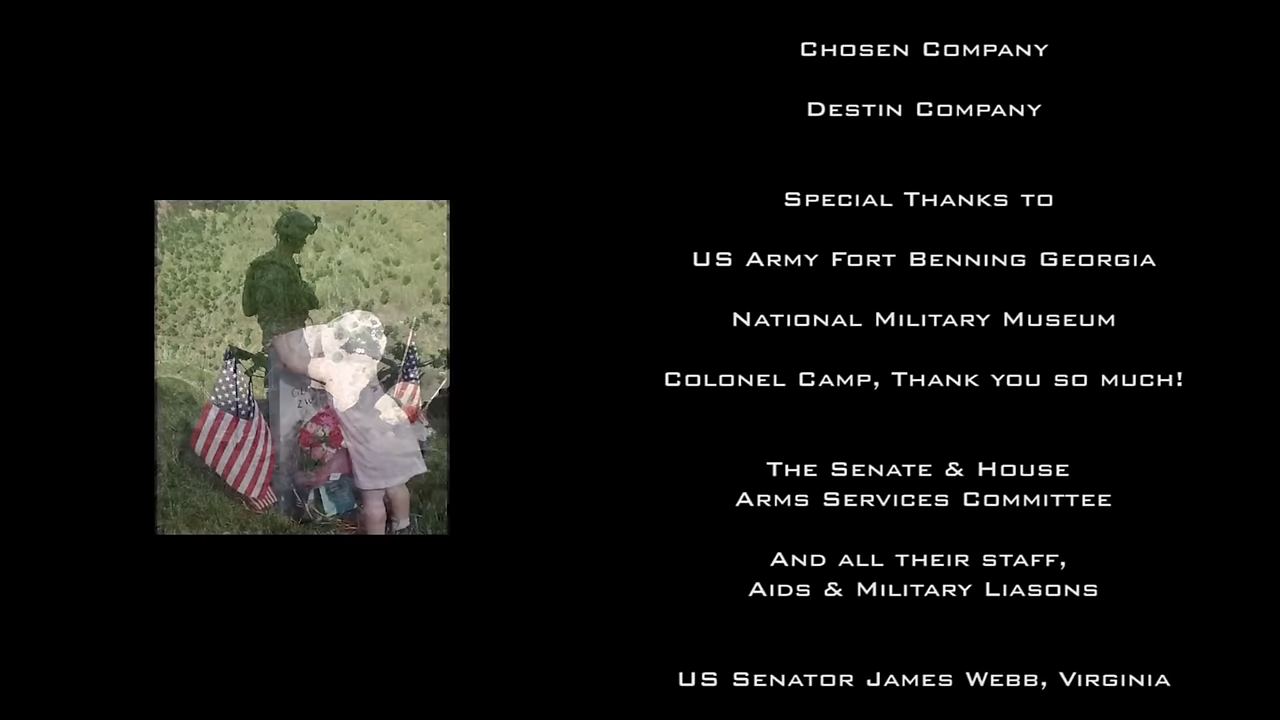 Chosen Company
Destin Company
Special Thanks to
US Army Fort Benning Georgia
National Military Museum
Colonel Camp, Thank you so much!
The Senate & House
Arms Services Committee
And all their staff,
Aids & Military Liasons
US Senator James Webb, Virginia